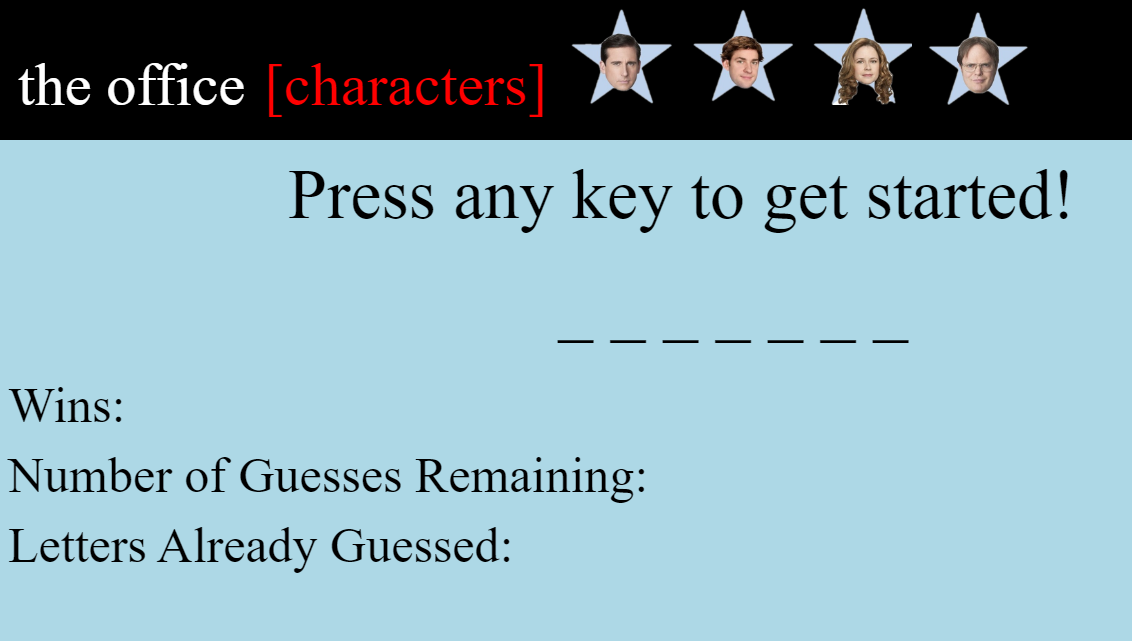 the office [characters]
Press any key to get started!
_ _ _ _ _ _ _
Wins:
Number of Guesses Remaining:
Letters Already Guessed: